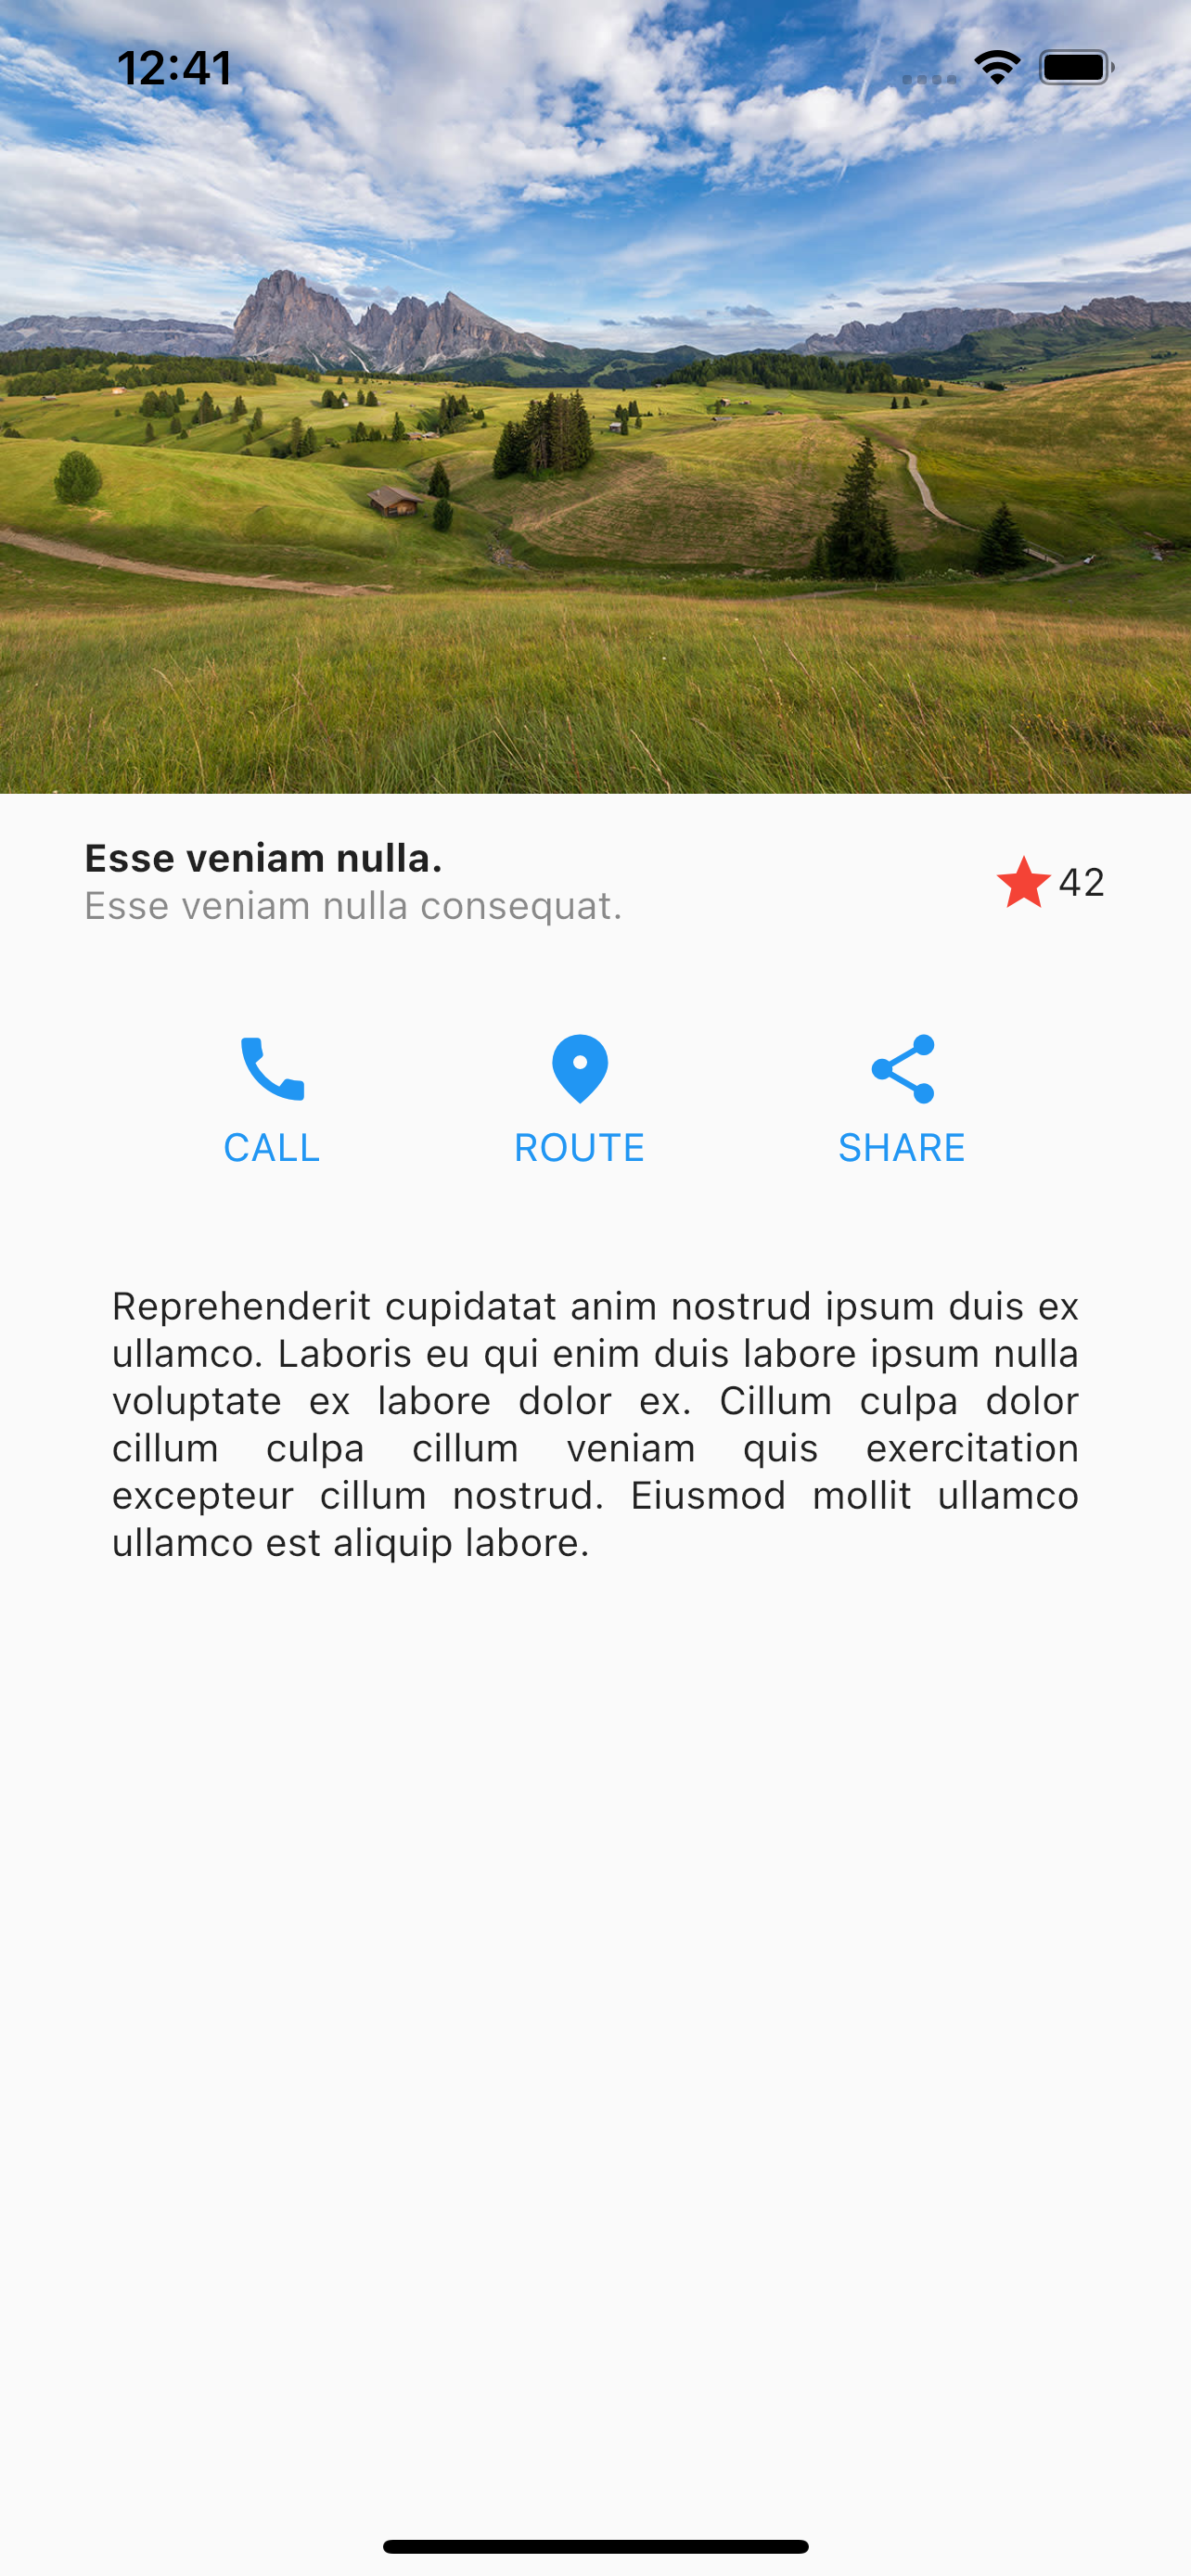 12:41
Esse veniam nulla.
Esse veniam nulla consequat.
42
CALL
ROUTE
SHARE
Reprehenderit cupidatat anim nostrud ipsum duis ex
ullamco. Laboris eu qui enim duis labore ipsum nulla
voluptate ex labore dolor ex. Cillum culpa dolor
cillum culpa cillum veniam quis exercitation
excepteur cillum nostrud. Eiusmod mollit ullamco
ullamco est aliquip labore.